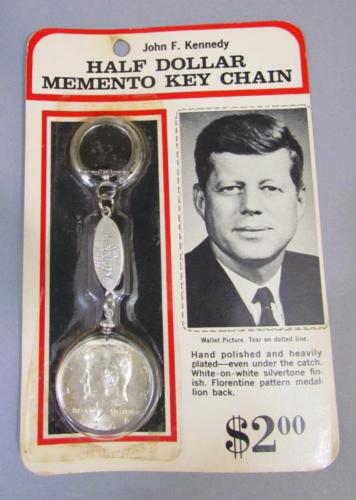 John F. Kennedy
HALF DOLLAR
MEMENTO KEY CHAIN
Wallet Picture. Tear on dotted line.
Hand polished and heavily
plated—even under the catch.
White-on-white silvertone fin-
ish. Florentine pattern medal-
lion back.
$2.00